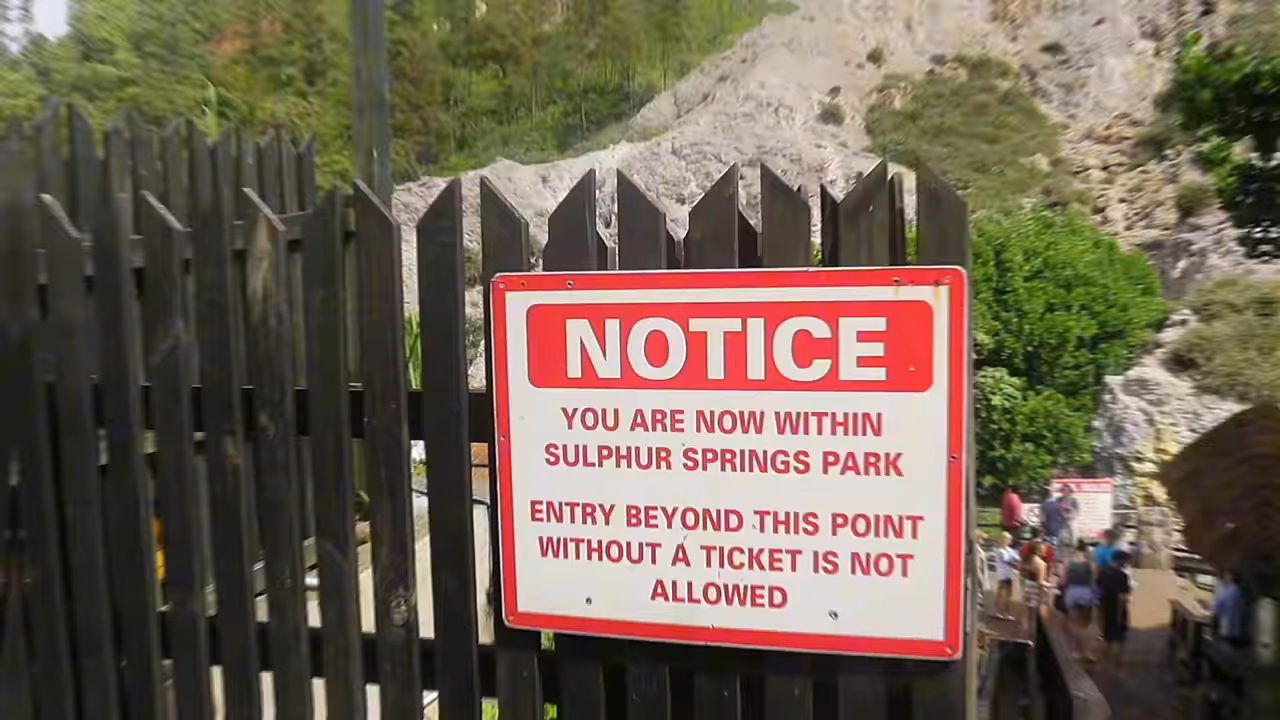 NOTICE
YOU ARE NOW WITHIN
SULPHUR SPRINGS PARK
ENTRY BEYOND THIS POINT
WITHOUT A TICKET IS NOT
ALLOWED